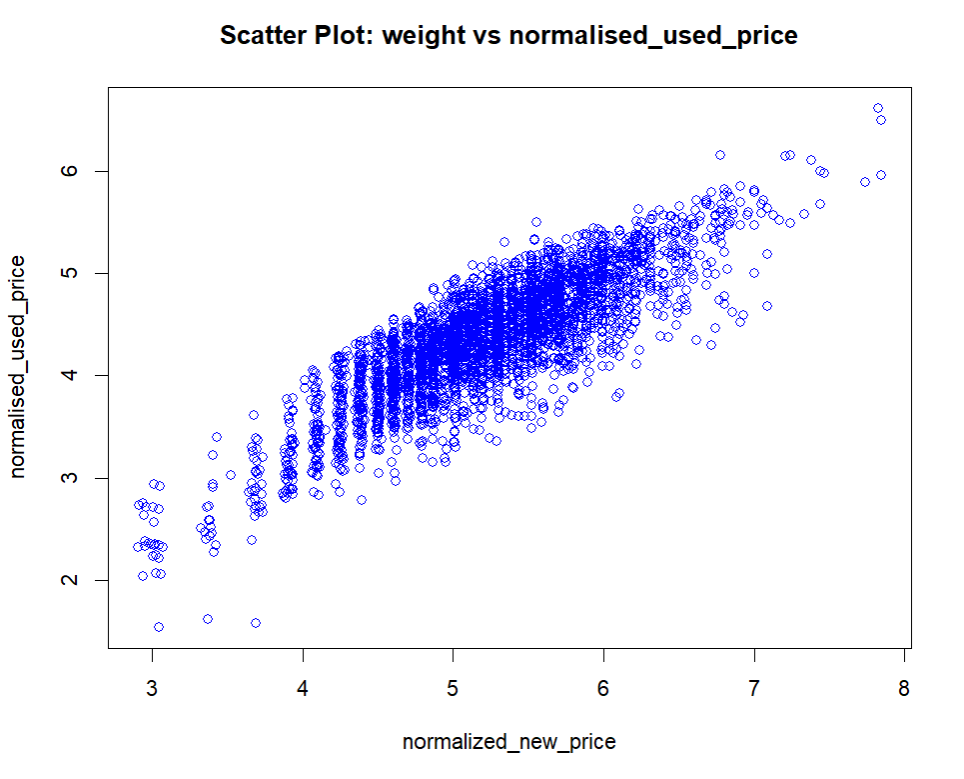 Scatter Plot: weight vs normalised_used_price
normalised_used_price
6
5
4
3
2
3 4 5 6 7 8
normalized_new_price